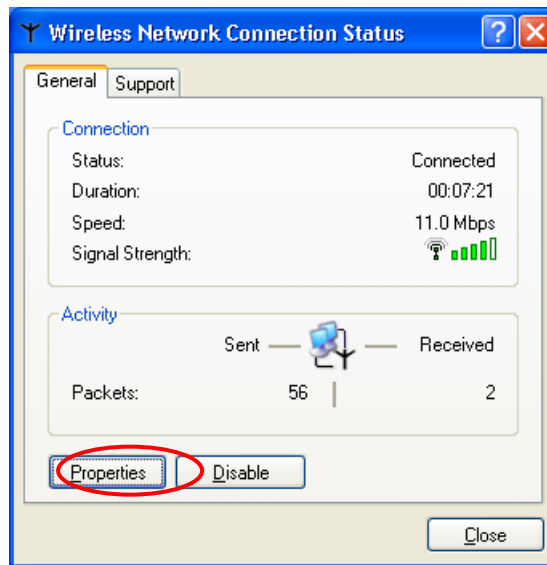 Wireless Network Connection Status
General Support
Connection
Status: Connected
Duration: 00:07:21
Speed: 11.0 Mbps
Signal Strength:
Activity
Sent Received
Packets: 56 2
Properties Disable
Close